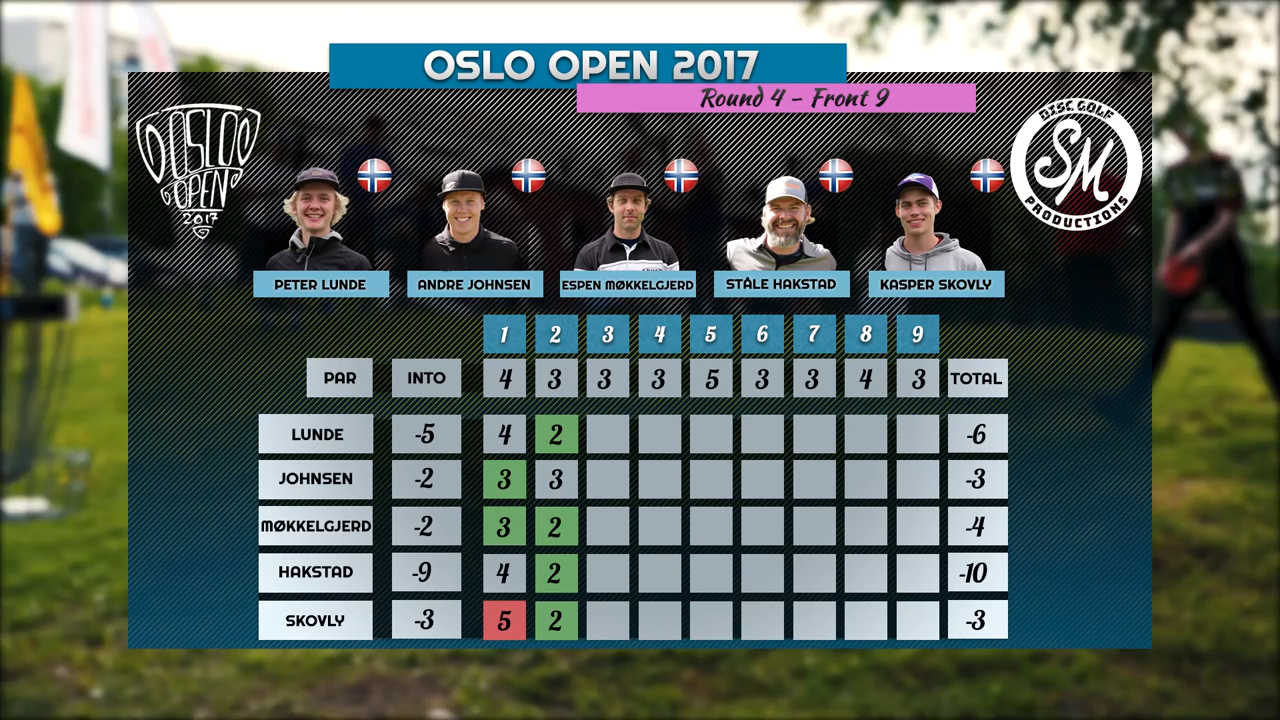 OSLO OPEN 2017
Round 4 - Front 9
OSLO
OPEN
2017
DISC GOLF
SM
PRODUCTIONS
PETER LUNDE ANDRE JOHNSEN ESPEN MØKKELGJERD STÅLE HAKSTAD KASPER SKOVLY
1 2 3 4 5 6 7 8 9
PAR INTO 4 3 3 3 5 3 3 4 3 TOTAL
LUNDE -5 4 2 -6
JOHNSEN -2 3 3 -3
MØKKELGJERD -2 3 2 -4
HAKSTAD -9 4 2 -10
SKOVLY -3 5 2 -3